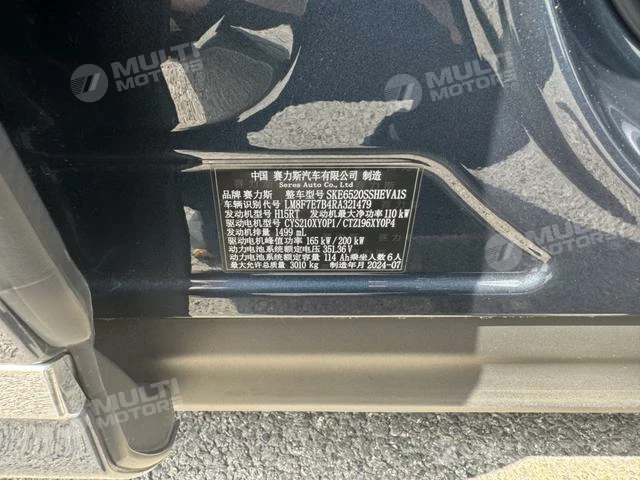 MULTI MOTORS
MULTI MOTORS
中国 赛力斯汽车有限公司 制造
Seres Auto Co., Ltd
品牌 赛力斯 整车型号 SKE6520SSHEVA1S
车辆识别代号 LM8F7E7B4RA321479
发动机型号 H15RT 发动机最大净功率 110 kW
驱动电机型号 CYS210XY0P1/CTZ196XY0P4
发动机排量 1499 mL
驱动电机峰值功率 165 kW/200 kW
动力电池系统额定电压 351.36 V
动力电池系统额定容量 114 Ah 乘坐人数 6人
最大允许总质量 3010 kg 制造年月 2024-07
MULTI MOTORS
MULTI MOTORS